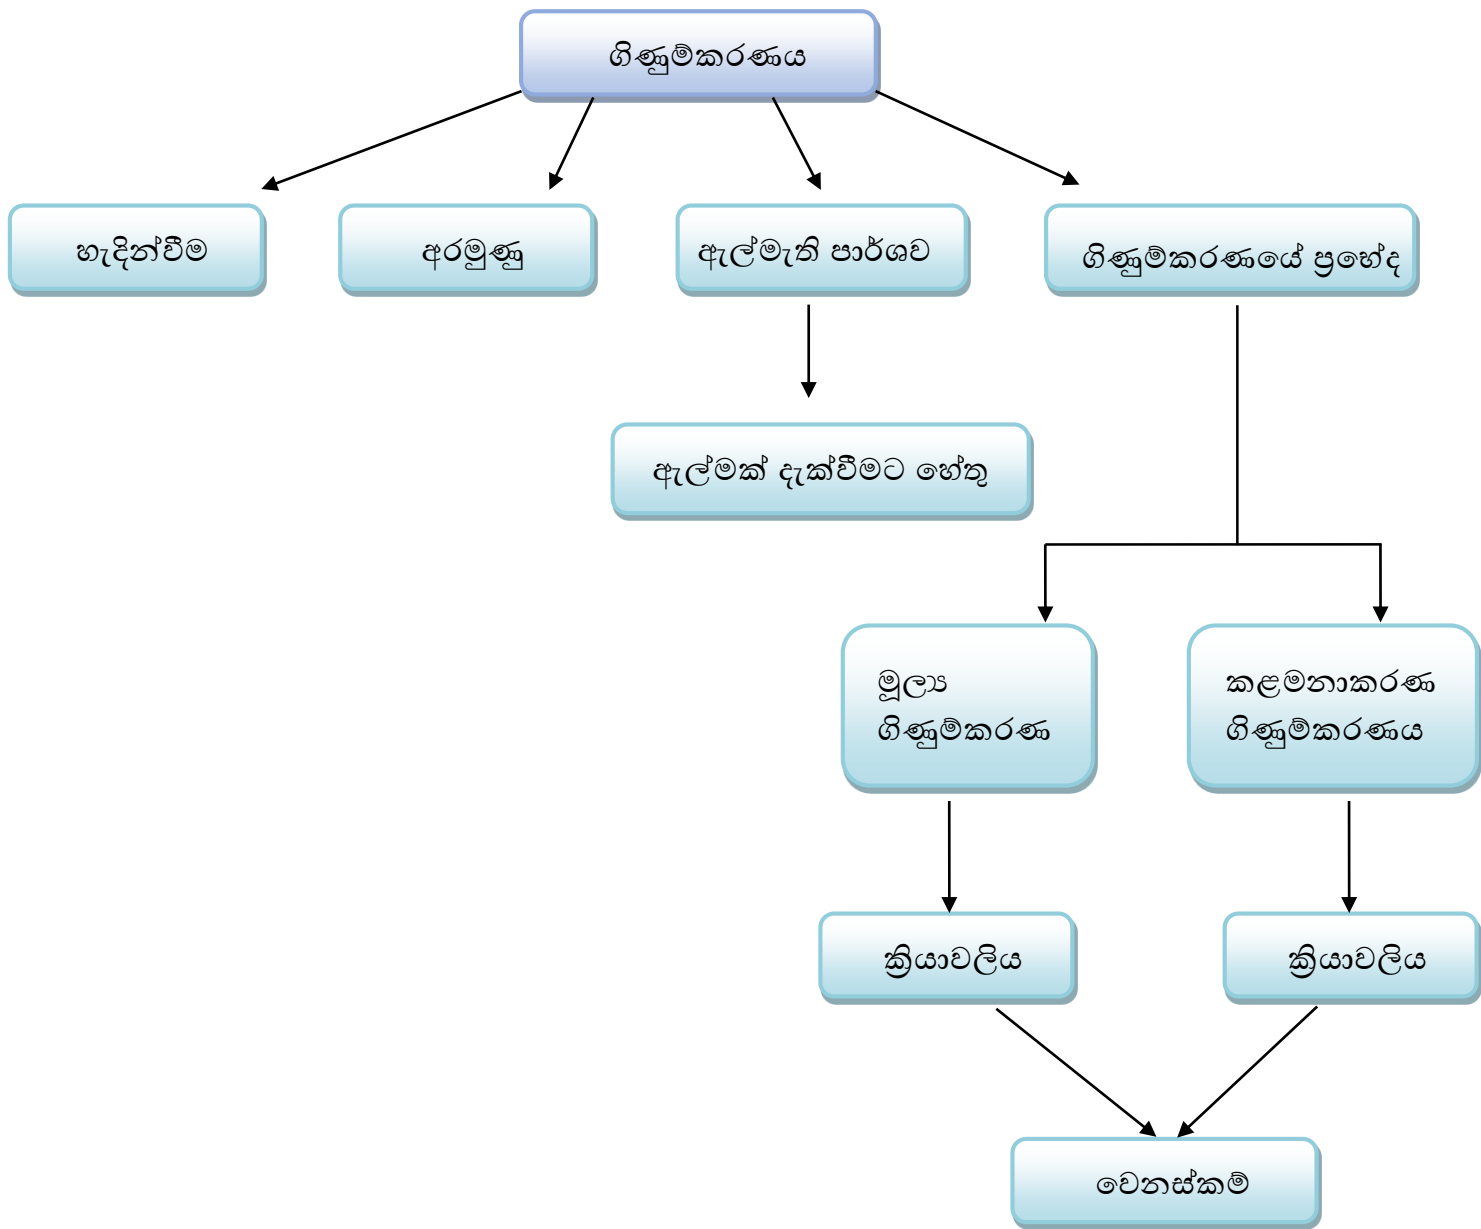 ගිණුම්කරණය
හැදින්වීම
අරමුණු
ඇල්මැති පාර්ශව
ගිණුම්කරණයේ ප්‍රභේද
ඇල්මක් දැක්වීමට හේතු
මූල්‍ය
ගිණුම්කරණ
කළමනාකරණ
ගිණුම්කරණය
ක්‍රියාවලිය
ක්‍රියාවලිය
වෙනස්කම්